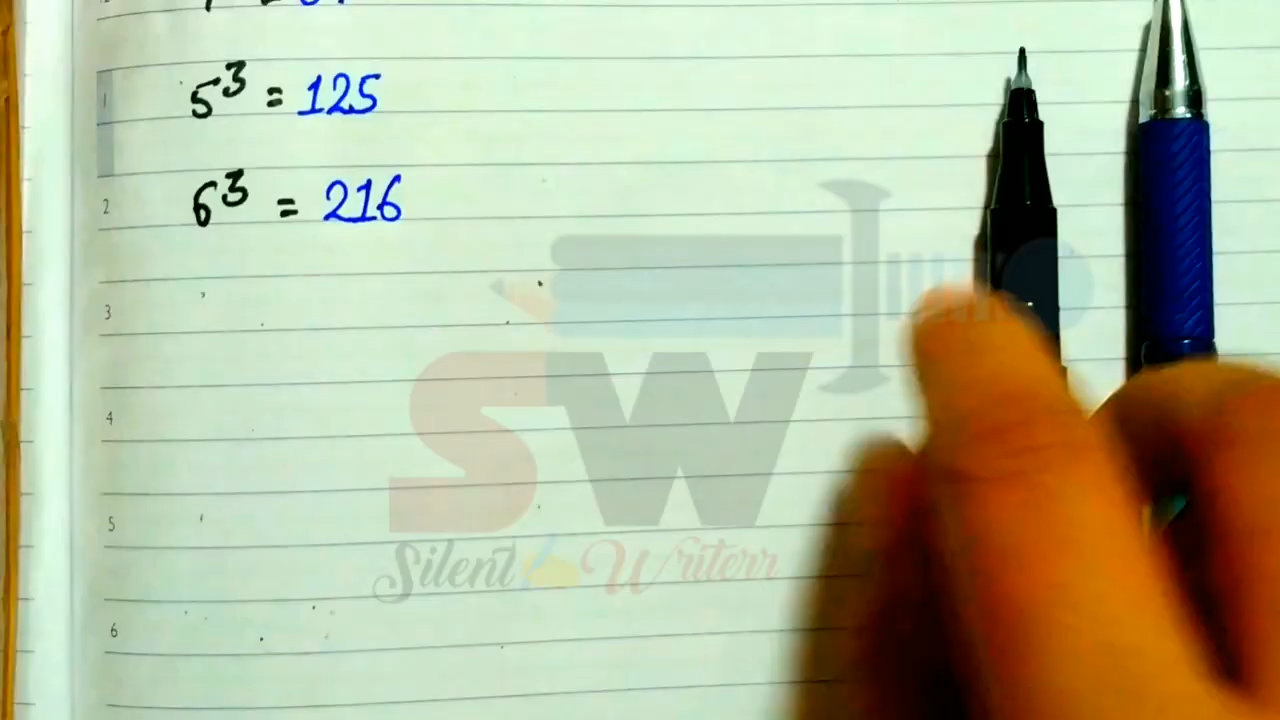 5³ = 125
1
6³ = 216
2
3
4
5
6
SW
Silent Writerr